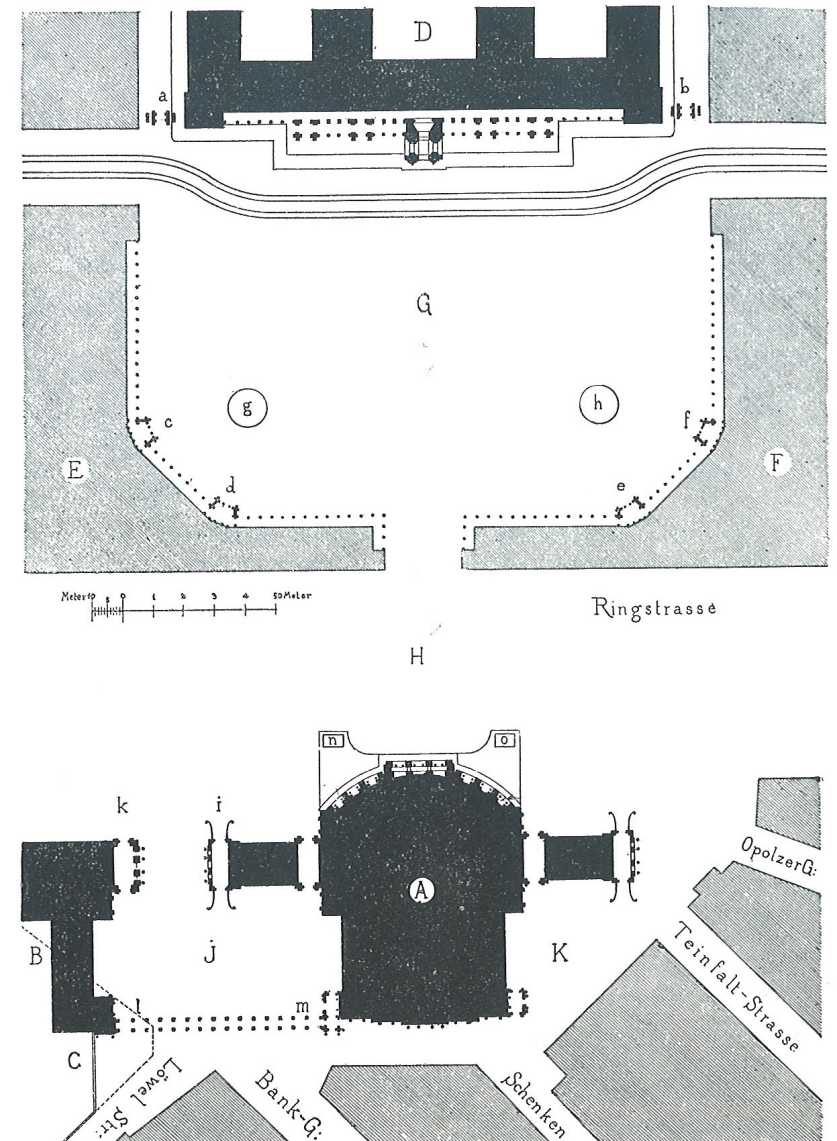 D
a
b
G
g
h
c
f
E
F
d
e
Meter 10 5 0 1 2 3 4 50 Meter
Ringstrasse
H
n
o
k
i
OpolzerG:
A
B
J
K
Teinfalt-Strasse
l
m
C
Löwel Str:
Bank-G:
Schenken